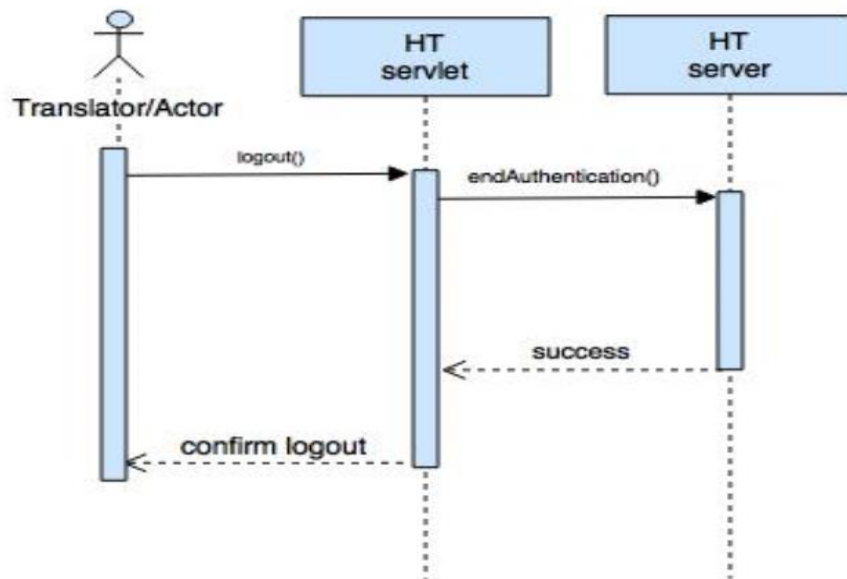 HT
servlet
HT
server
Translator/Actor
logout()
endAuthentication()
success
confirm logout